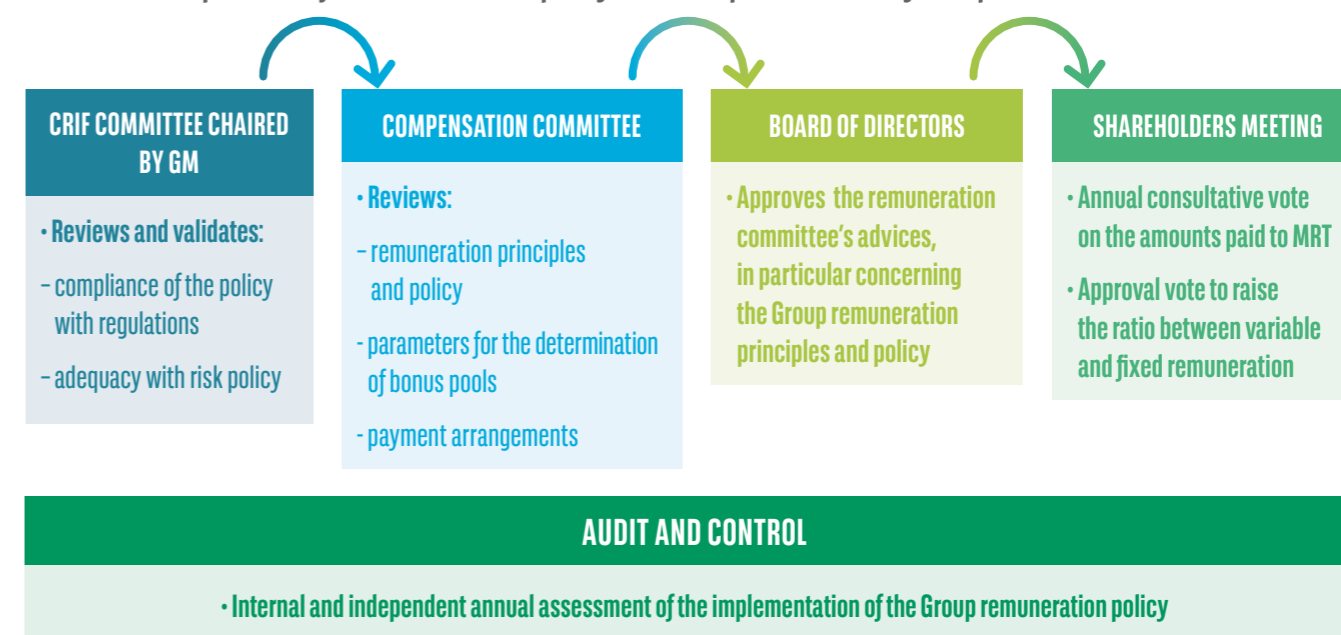 CRIF COMMITTEE CHAIRED
BY GM
• Reviews and validates:
– compliance of the policy
with regulations
– adequacy with risk policy
COMPENSATION COMMITTEE
• Reviews:
– remuneration principles
and policy
- parameters for the determination
of bonus pools
- payment arrangements
BOARD OF DIRECTORS
• Approves the remuneration
committee's advices,
in particular concerning
the Group remuneration
principles and policy
SHAREHOLDERS MEETING
• Annual consultative vote
on the amounts paid to MRT
• Approval vote to raise
the ratio between variable
and fixed remuneration
AUDIT AND CONTROL
• Internal and independent annual assessment of the implementation of the Group remuneration policy